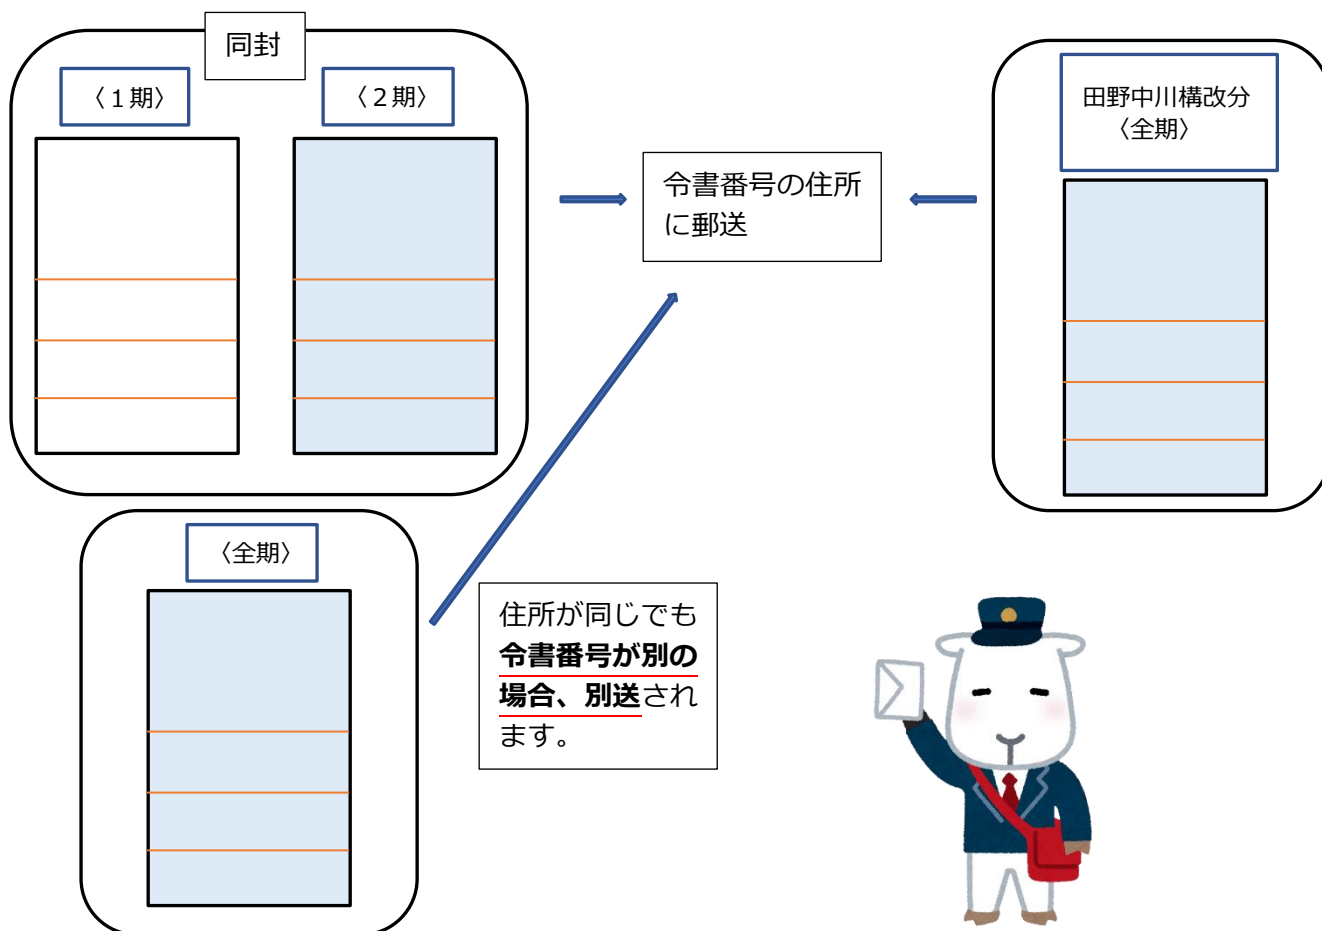 同封
〈１期〉
〈２期〉
令書番号の住所
に郵送
田野中川構改分
〈全期〉
〈全期〉
住所が同じでも
令書番号が別の
場合、別送され
ます。